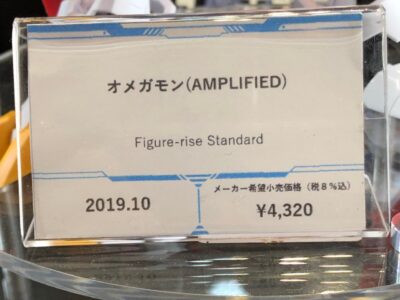 オメガモン(AMPLIFIED)
Figure-rise Standard
2019.10
メーカー希望小売価格(税8%込)
¥4,320